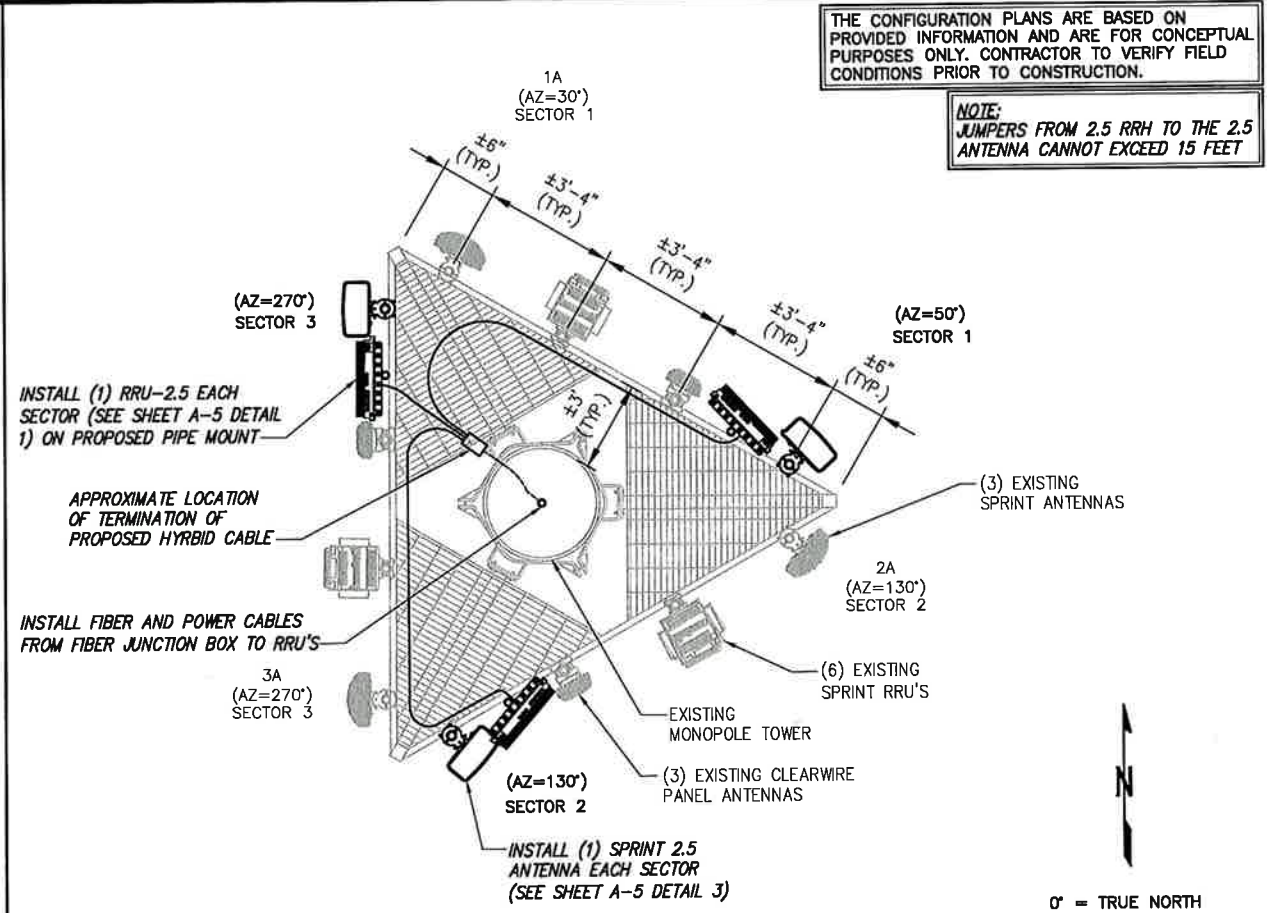 THE CONFIGURATION PLANS ARE BASED ON
PROVIDED INFORMATION AND ARE FOR CONCEPTUAL
PURPOSES ONLY. CONTRACTOR TO VERIFY FIELD
CONDITIONS PRIOR TO CONSTRUCTION.
NOTE:
JUMPERS FROM 2.5 RRH TO THE 2.5
ANTENNA CANNOT EXCEED 15 FEET
1A
(AZ=30°)
SECTOR 1
±6"
(TYP.)
±3'-4"
(TYP.)
±3'-4"
(TYP.)
±3'-4"
(TYP.)
±6"
(TYP.)
(AZ=50°)
SECTOR 1
(AZ=270°)
SECTOR 3
±3'
(TYP.)
INSTALL (1) RRU-2.5 EACH
SECTOR (SEE SHEET A-5 DETAIL
1) ON PROPOSED PIPE MOUNT
APPROXIMATE LOCATION
OF TERMINATION OF
PROPOSED HYRBID CABLE
(3) EXISTING
SPRINT ANTENNAS
2A
(AZ=130°)
SECTOR 2
INSTALL FIBER AND POWER CABLES
FROM FIBER JUNCTION BOX TO RRU'S
(6) EXISTING
SPRINT RRU'S
3A
(AZ=270°)
SECTOR 3
EXISTING
MONOPOLE TOWER
(3) EXISTING CLEARWIRE
PANEL ANTENNAS
(AZ=130°)
SECTOR 2
INSTALL (1) SPRINT 2.5
ANTENNA EACH SECTOR
(SEE SHEET A-5 DETAIL 3)
N
0° = TRUE NORTH